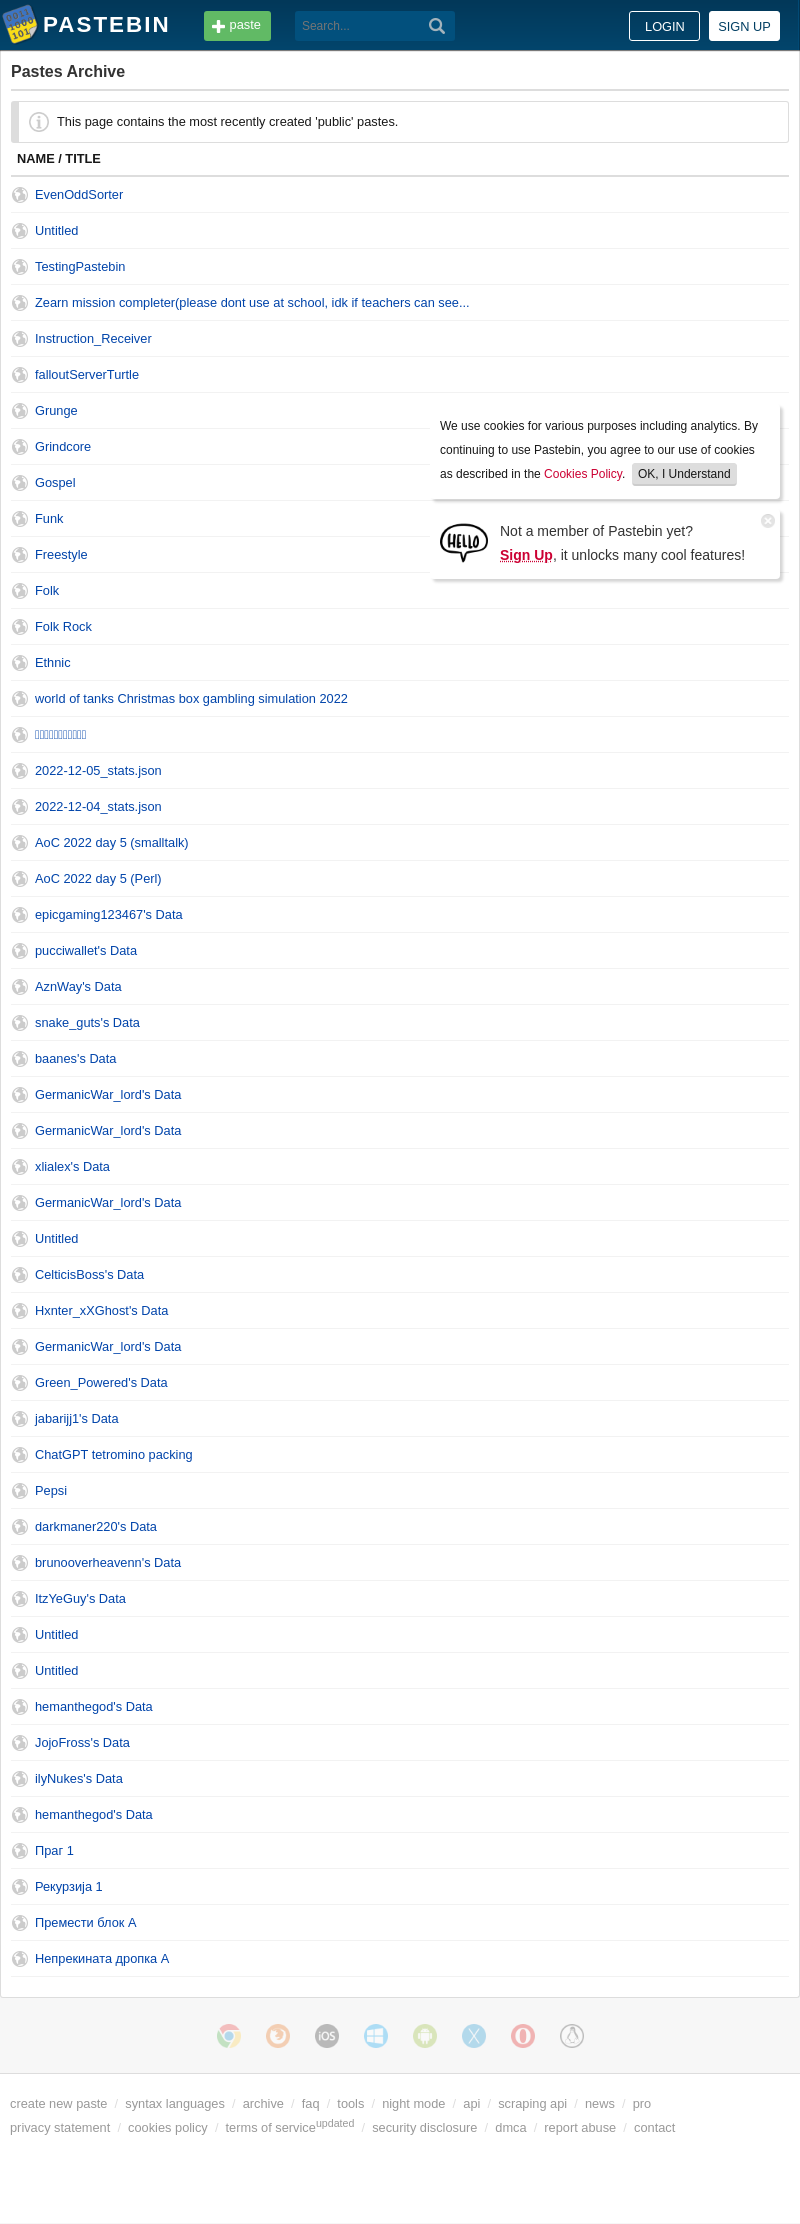 PASTEBIN
paste
Search...
LOGIN
SIGN UP
Pastes Archive
This page contains the most recently created 'public' pastes.
NAME / TITLE
EvenOddSorter
Untitled
TestingPastebin
Zearn mission completer(please dont use at school, idk if teachers can see...
Instruction_Receiver
falloutServerTurtle
Grunge
Grindcore
Gospel
Funk
Freestyle
Folk
Folk Rock
Ethnic
world of tanks Christmas box gambling simulation 2022
2022-12-05_stats.json
2022-12-04_stats.json
AoC 2022 day 5 (smalltalk)
AoC 2022 day 5 (Perl)
epicgaming123467's Data
pucciwallet's Data
AznWay's Data
snake_guts's Data
baanes's Data
GermanicWar_lord's Data
GermanicWar_lord's Data
xlialex's Data
GermanicWar_lord's Data
Untitled
CelticisBoss's Data
Hxnter_xXGhost's Data
GermanicWar_lord's Data
Green_Powered's Data
jabarijj1's Data
ChatGPT tetromino packing
Pepsi
darkmaner220's Data
brunooverheavenn's Data
ItzYeGuy's Data
Untitled
Untitled
hemanthegod's Data
JojoFross's Data
ilyNukes's Data
hemanthegod's Data
Праг 1
Рекурзија 1
Премести блок А
Непрекината дропка А
We use cookies for various purposes including analytics. By
continuing to use Pastebin, you agree to our use of cookies
as described in the Cookies Policy. OK, I Understand
HELLO
Not a member of Pastebin yet?
Sign Up, it unlocks many cool features!
iOS
create new paste / syntax languages / archive / faq / tools / night mode / api / scraping api / news / pro
privacy statement / cookies policy / terms of service updated / security disclosure / dmca / report abuse / contact